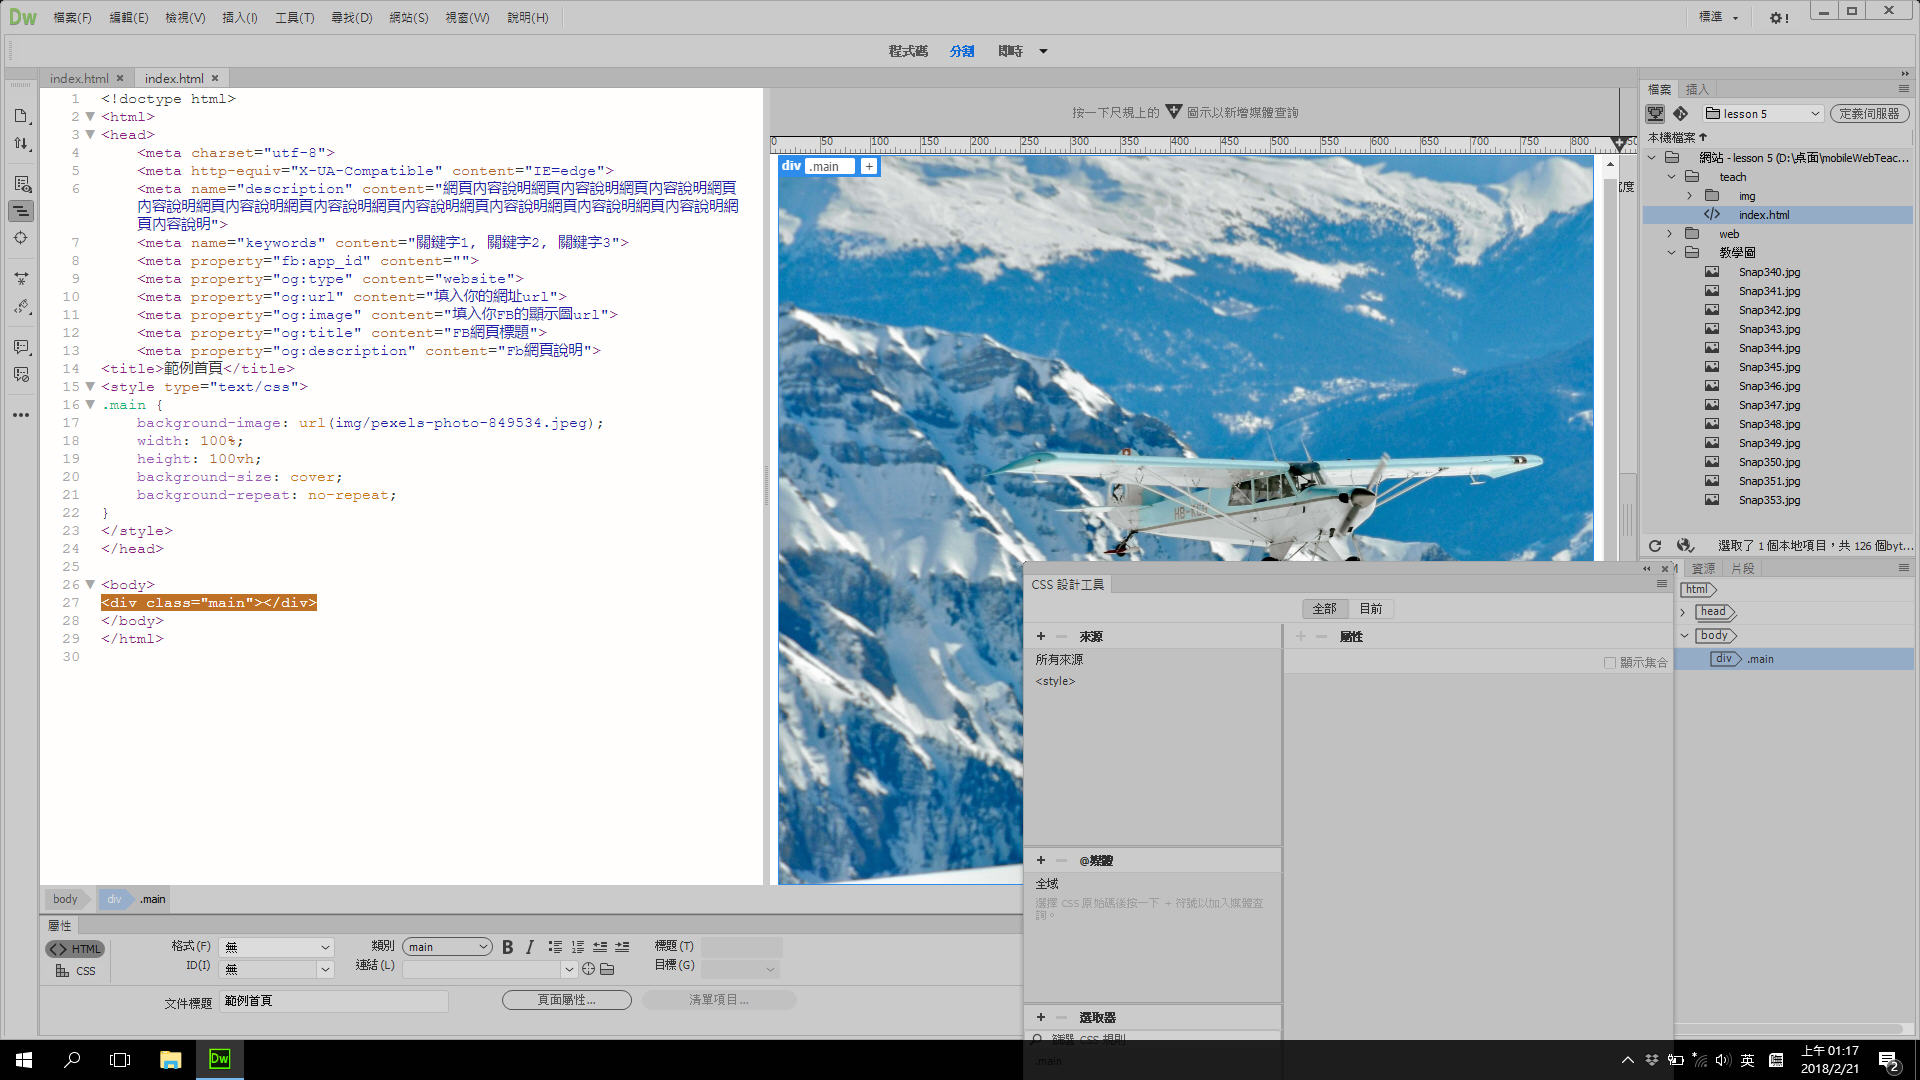 Dw 檔案(F) 編輯(E) 檢視(V) 插入(I) 工具(T) 尋找(D) 網站(S) 視窗(W) 說明(H) 標準
程式碼 分割 即時
index.html index.html
1 <!doctype html>
2 <html>
3 <head>
4 <meta charset="utf-8">
5 <meta http-equiv="X-UA-Compatible" content="IE=edge">
6 <meta name="description" content="網頁內容說明網頁內容說明網頁內容說明網頁
內容說明網頁內容說明網頁內容說明網頁內容說明網頁內容說明網頁內容說明網頁內容說明網
頁內容說明">
7 <meta name="keywords" content="關鍵字1, 關鍵字2, 關鍵字3">
8 <meta property="fb:app_id" content="">
9 <meta property="og:type" content="website">
10 <meta property="og:url" content="填入你的網址url">
11 <meta property="og:image" content="填入你FB的顯示圖url">
12 <meta property="og:title" content="FB網頁標題">
13 <meta property="og:description" content="Fb網頁說明">
14 <title>範例首頁</title>
15 <style type="text/css">
16 .main {
17 background-image: url(img/pexels-photo-849534.jpeg);
18 width: 100%;
19 height: 100vh;
20 background-size: cover;
21 background-repeat: no-repeat;
22 }
23 </style>
24 </head>
25
26 <body>
27 <div class="main"></div>
28 </body>
29 </html>
30
按一下尺規上的 圖示以新增媒體查詢
0 50 100 150 200 250 300 350 400 450 500 550 600 650 700 750 800
div .main +
寬度
檔案 插入
lesson 5 定義伺服器
本機檔案
網站 - lesson 5 (D:\桌面\mobileWebTeac...
teach
img
index.html
web
教學圖
Snap340.jpg
Snap341.jpg
Snap342.jpg
Snap343.jpg
Snap344.jpg
Snap345.jpg
Snap346.jpg
Snap347.jpg
Snap348.jpg
Snap349.jpg
Snap350.jpg
Snap351.jpg
Snap353.jpg
選取了 1 個本地項目，共 126 個byt...
M 資源 片段
html
head
body
div .main
CSS 設計工具
全部 目前
+ 來源
所有來源
<style>
+ 屬性
顯示集合
+ @媒體
全域
選擇 CSS 原始碼後按一下 + 符號以加入媒體查
詢。
+ 選取器
篩選 CSS 規則
.main
body div .main
屬性
HTML
CSS
格式(F) 無 類別 main B I 標題(T)
ID(I) 無 連結(L) 目標(G)
文件標題 範例首頁 頁面屬性... 清單項目...
Dw
英
上午 01:17
2018/2/21
2